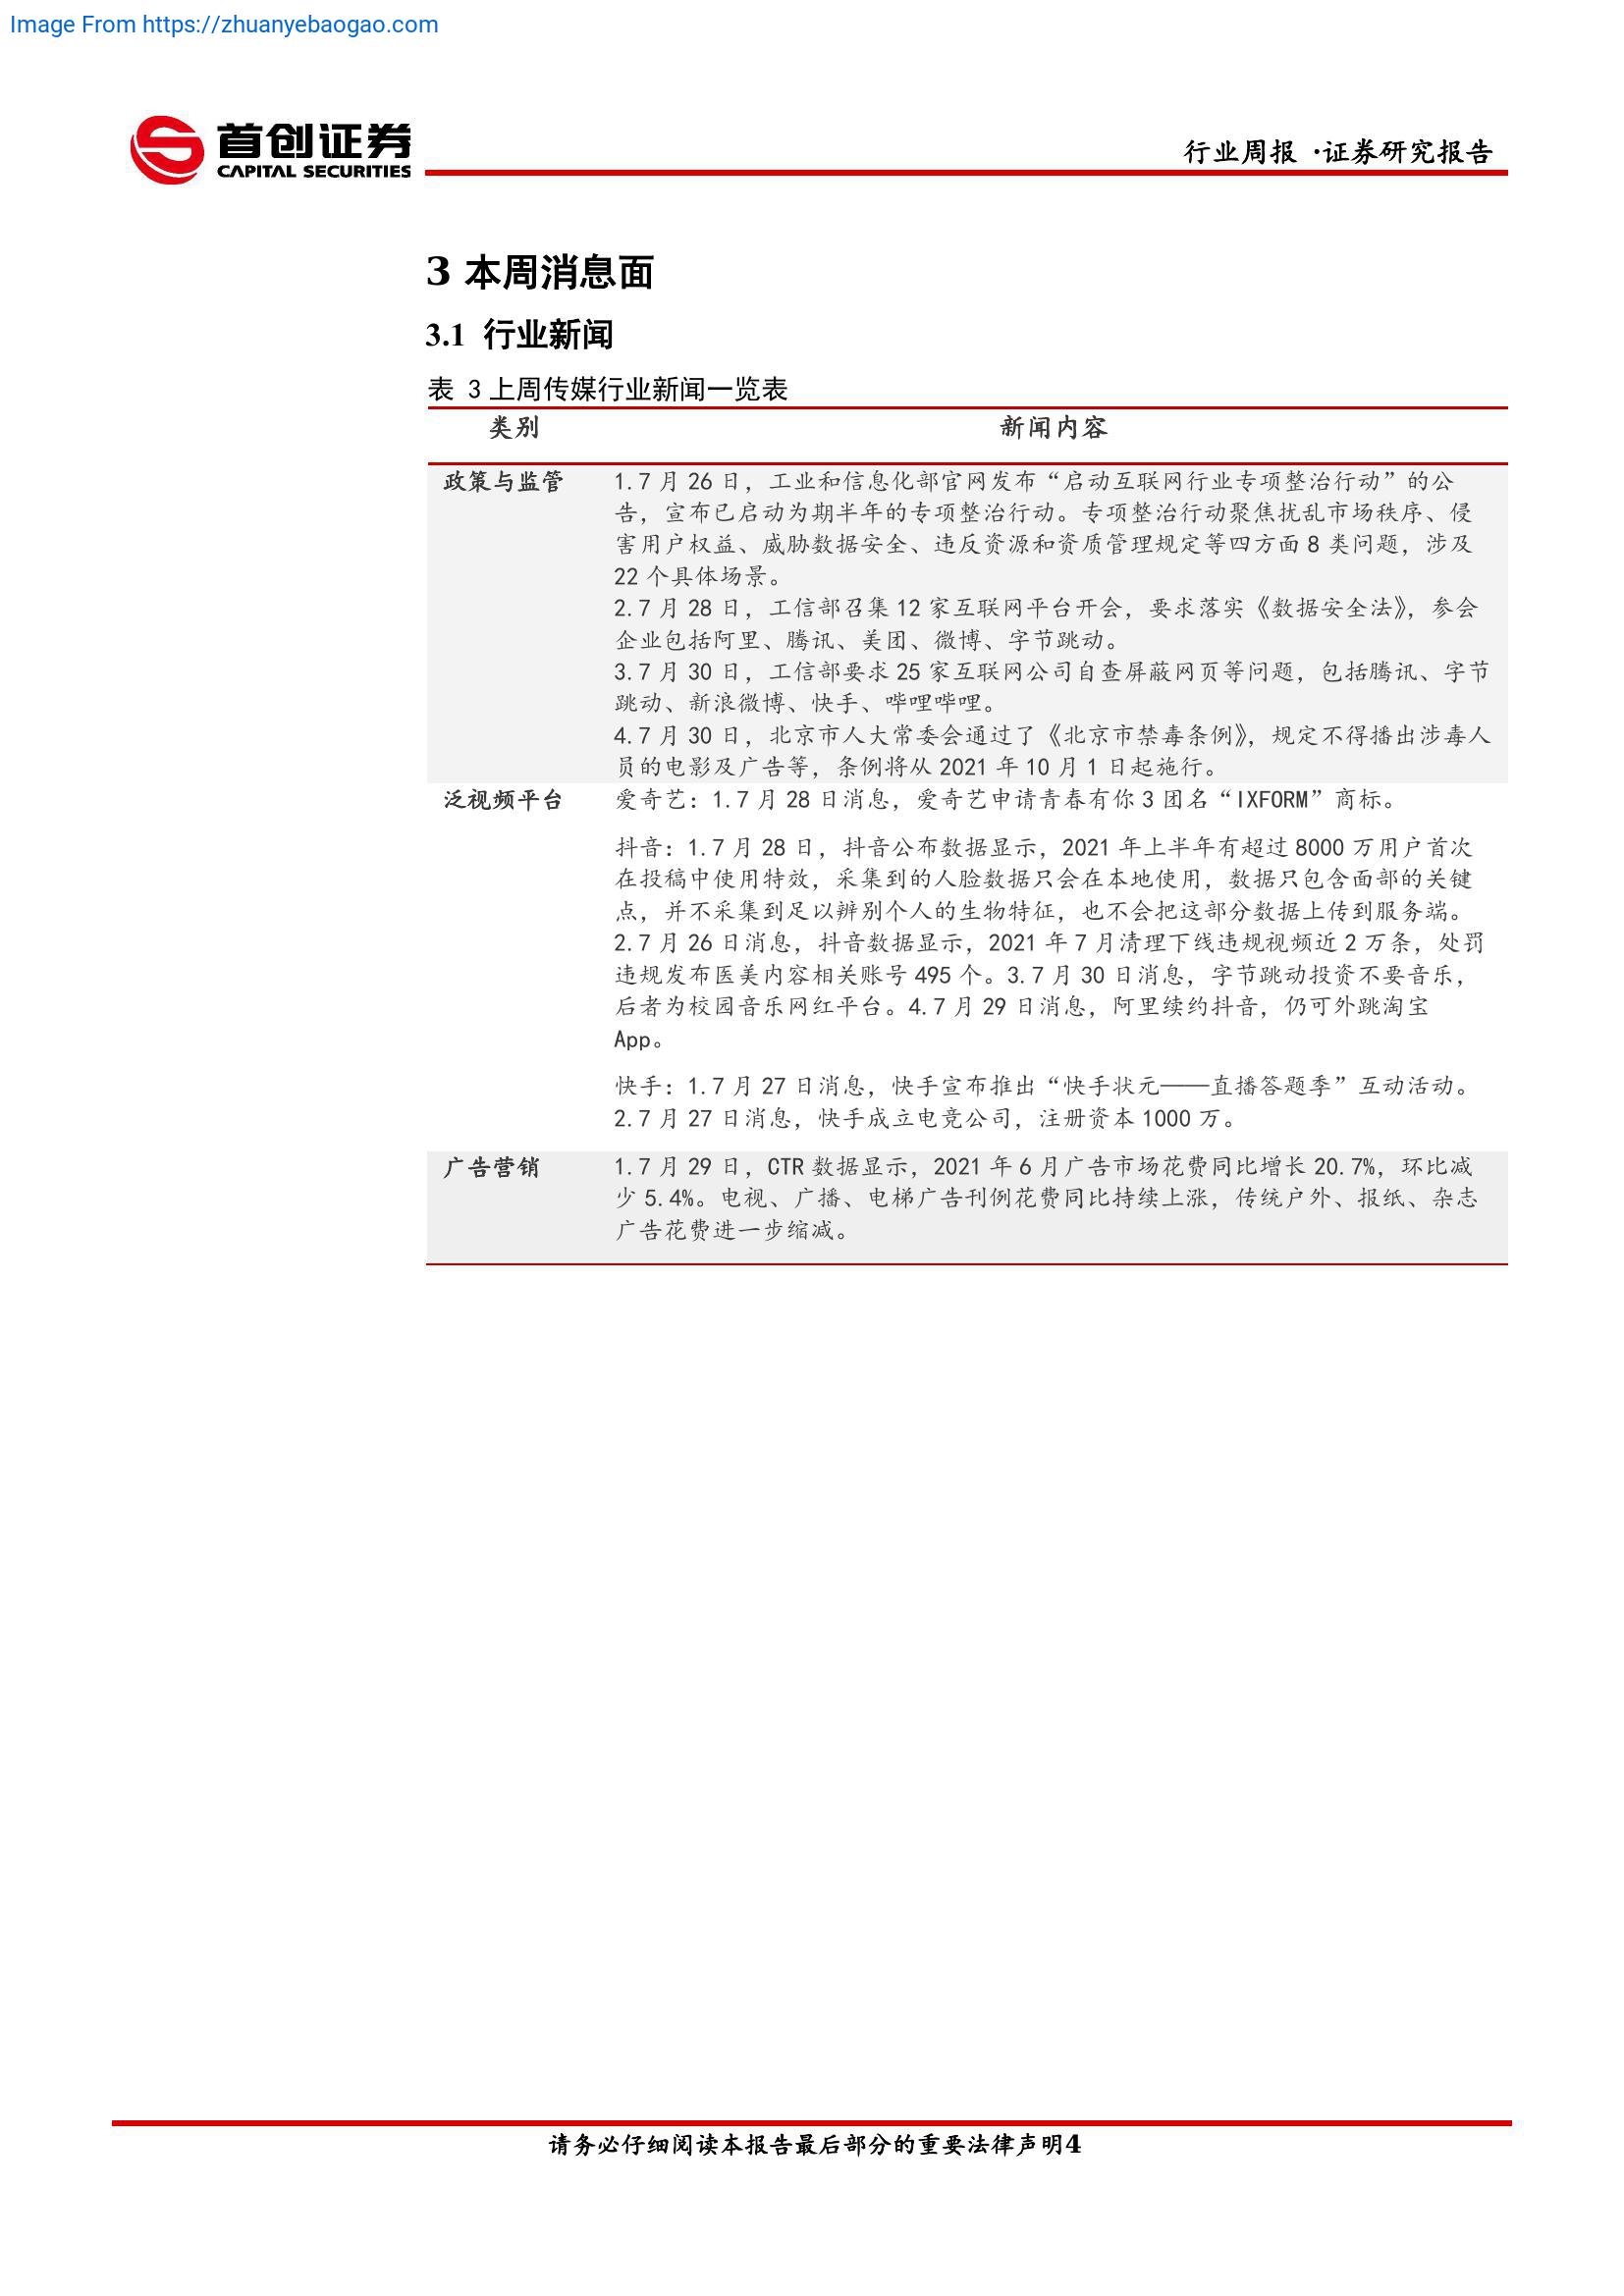 Image From https://zhuanyebaogao.com
首创证券
CAPITAL SECURITIES
行业周报 ·证券研究报告
3 本周消息面
3.1 行业新闻
表 3 上周传媒行业新闻一览表
类别 新闻内容
政策与监管 1.7 月 26 日，工业和信息化部官网发布“启动互联网行业专项整治行动”的公
告，宣布已启动为期半年的专项整治行动。专项整治行动聚焦扰乱市场秩序、侵
害用户权益、威胁数据安全、违反资源和资质管理规定等四方面 8 类问题，涉及
22 个具体场景。
2.7 月 28 日，工信部召集 12 家互联网平台开会，要求落实《数据安全法》，参会
企业包括阿里、腾讯、美团、微博、字节跳动。
3.7 月 30 日，工信部要求 25 家互联网公司自查屏蔽网页等问题，包括腾讯、字节
跳动、新浪微博、快手、哔哩哔哩。
4.7 月 30 日，北京市人大常委会通过了《北京市禁毒条例》，规定不得播出涉毒人
员的电影及广告等，条例将从 2021 年 10 月 1 日起施行。
泛视频平台 爱奇艺：1.7 月 28 日消息，爱奇艺申请青春有你 3 团名“IXFORM”商标。
抖音：1.7 月 28 日，抖音公布数据显示，2021 年上半年有超过 8000 万用户首次
在投稿中使用特效，采集到的人脸数据只会在本地使用，数据只包含面部的关键
点，并不采集到足以辨别个人的生物特征，也不会把这部分数据上传到服务端。
2.7 月 26 日消息，抖音数据显示，2021 年 7 月清理下线违规视频近 2 万条，处罚
违规发布医美内容相关账号 495 个。3.7 月 30 日消息，字节跳动投资不要音乐，
后者为校园音乐网红平台。4.7 月 29 日消息，阿里续约抖音，仍可外跳淘宝
App。
快手：1.7 月 27 日消息，快手宣布推出“快手状元——直播答题季”互动活动。
2.7 月 27 日消息，快手成立电竞公司，注册资本 1000 万。
广告营销 1.7 月 29 日，CTR 数据显示，2021 年 6 月广告市场花费同比增长 20.7%，环比减
少 5.4%。电视、广播、电梯广告刊例花费同比持续上涨，传统户外、报纸、杂志
广告花费进一步缩减。
请务必仔细阅读本报告最后部分的重要法律声明4